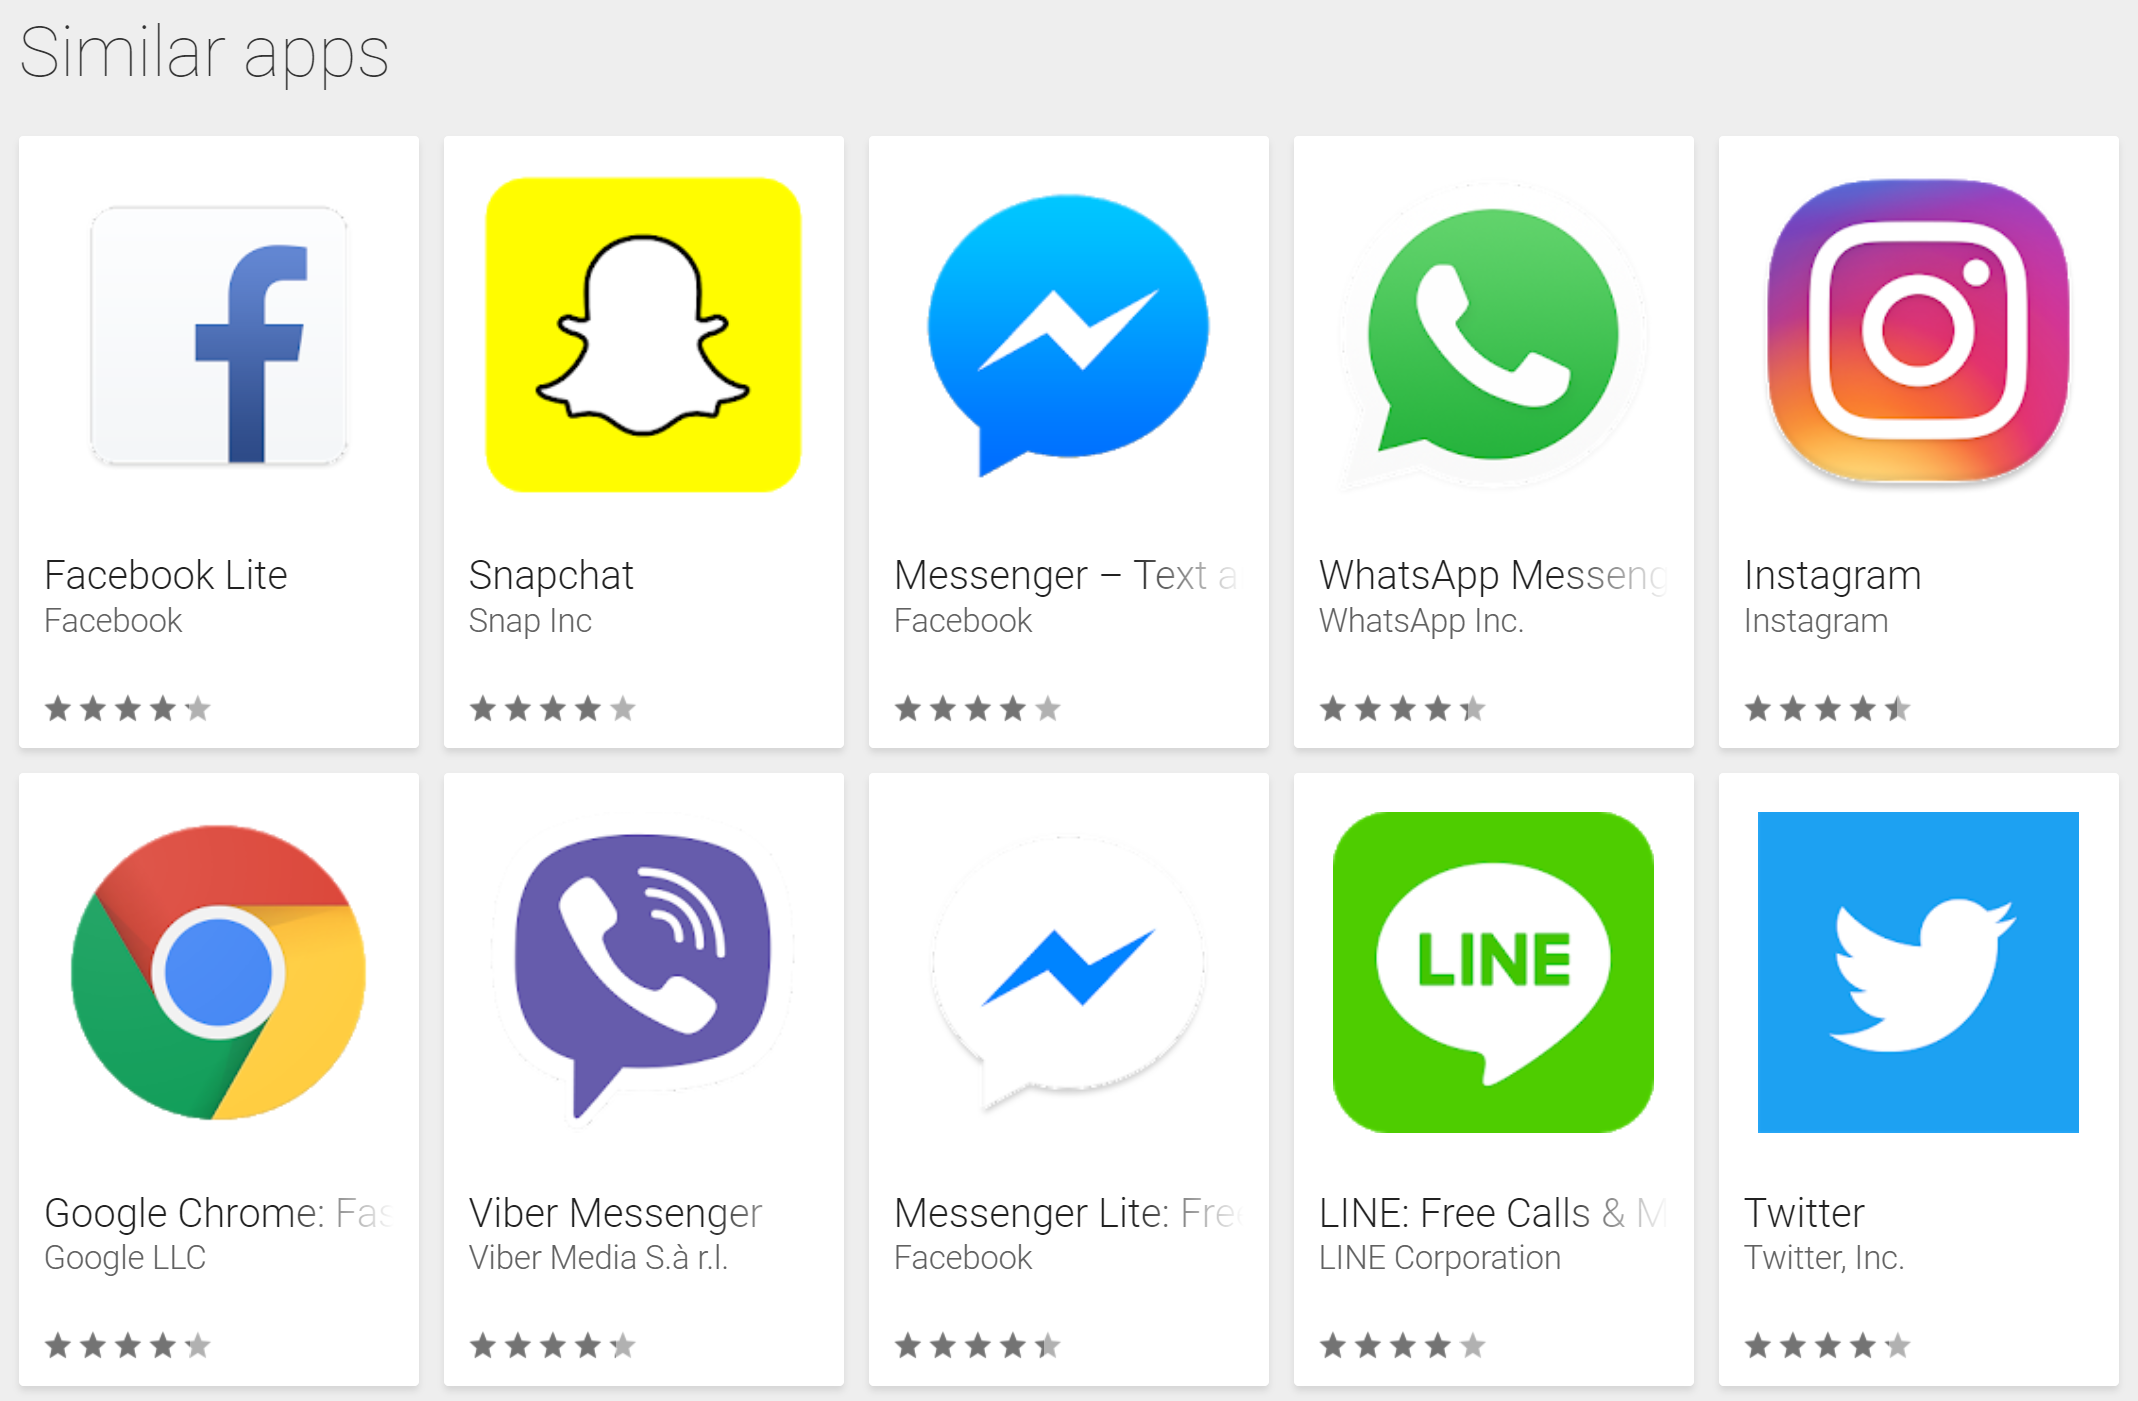 Similar apps
Facebook Lite
Facebook
Snapchat
Snap Inc
Messenger – Text a
Facebook
WhatsApp Messeng
WhatsApp Inc.
Instagram
Instagram
LINE
Google Chrome: Fas
Google LLC
Viber Messenger
Viber Media S.à r.l.
Messenger Lite: Free
Facebook
LINE: Free Calls & M
LINE Corporation
Twitter
Twitter, Inc.